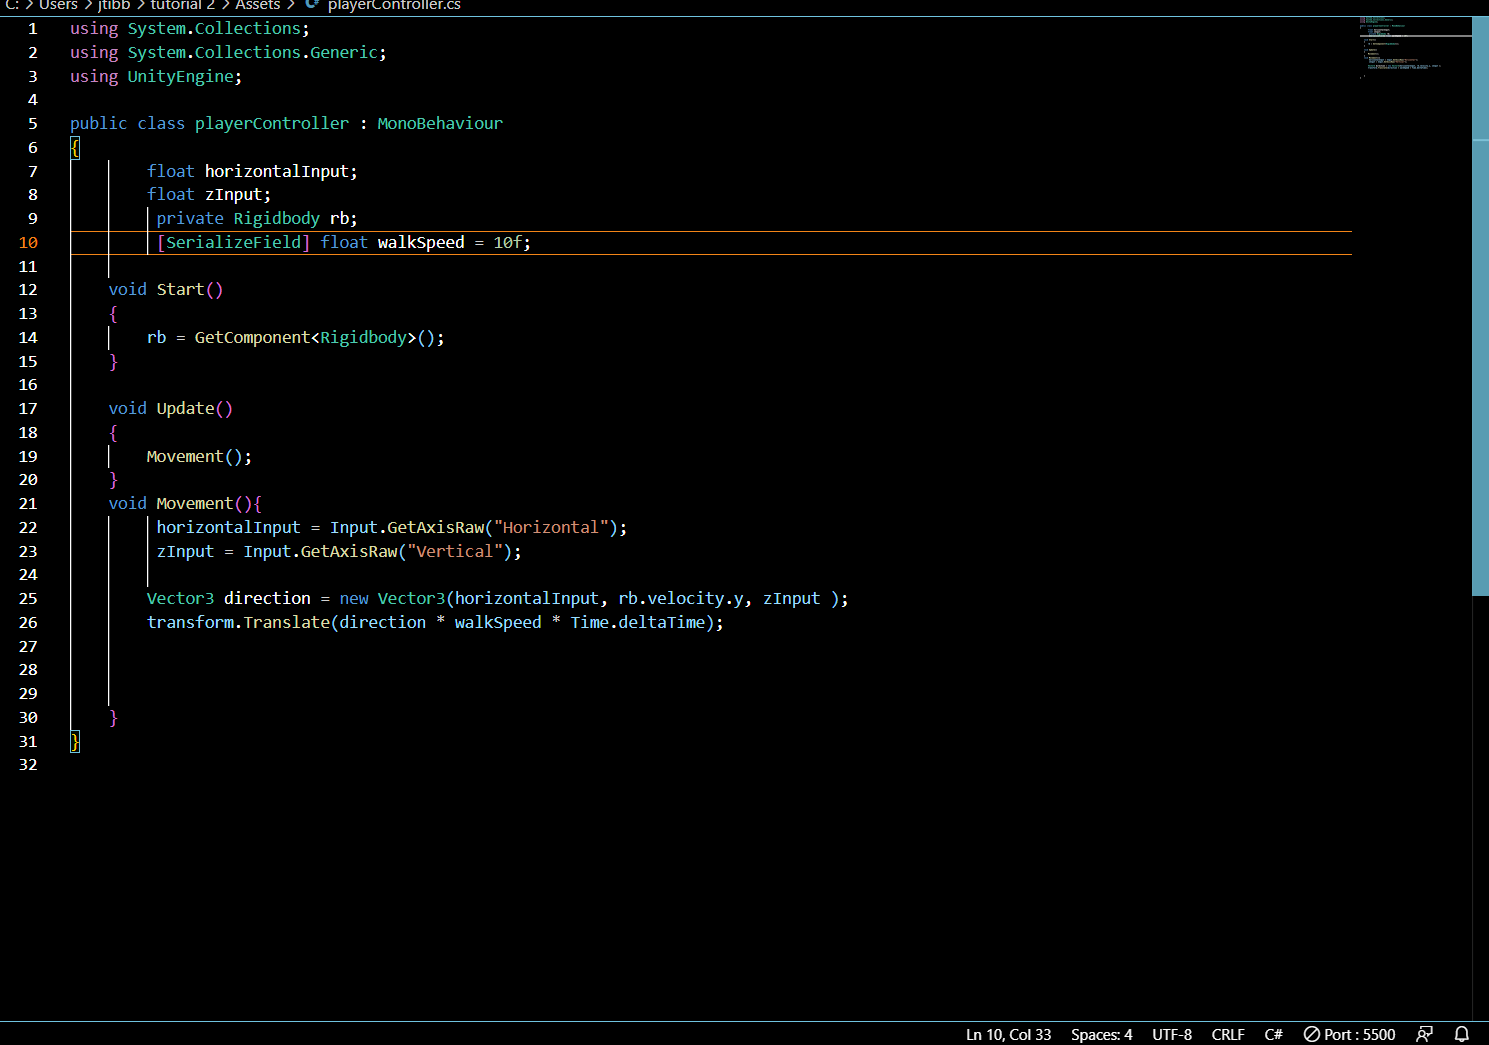 C: > Users > jtibb > tutorial 2 > Assets > playerController.cs
1 using System.Collections;
2 using System.Collections.Generic;
3 using UnityEngine;
4
5 public class playerController : MonoBehaviour
6 {
7 float horizontalInput;
8 float zInput;
9 private Rigidbody rb;
10 [SerializeField] float walkSpeed = 10f;
11
12 void Start()
13 {
14 rb = GetComponent<Rigidbody>();
15 }
16
17 void Update()
18 {
19 Movement();
20 }
21 void Movement(){
22 horizontalInput = Input.GetAxisRaw("Horizontal");
23 zInput = Input.GetAxisRaw("Vertical");
24
25 Vector3 direction = new Vector3(horizontalInput, rb.velocity.y, zInput );
26 transform.Translate(direction * walkSpeed * Time.deltaTime);
27
28
29
30 }
31 }
32
Ln 10, Col 33 Spaces: 4 UTF-8 CRLF C# Port : 5500